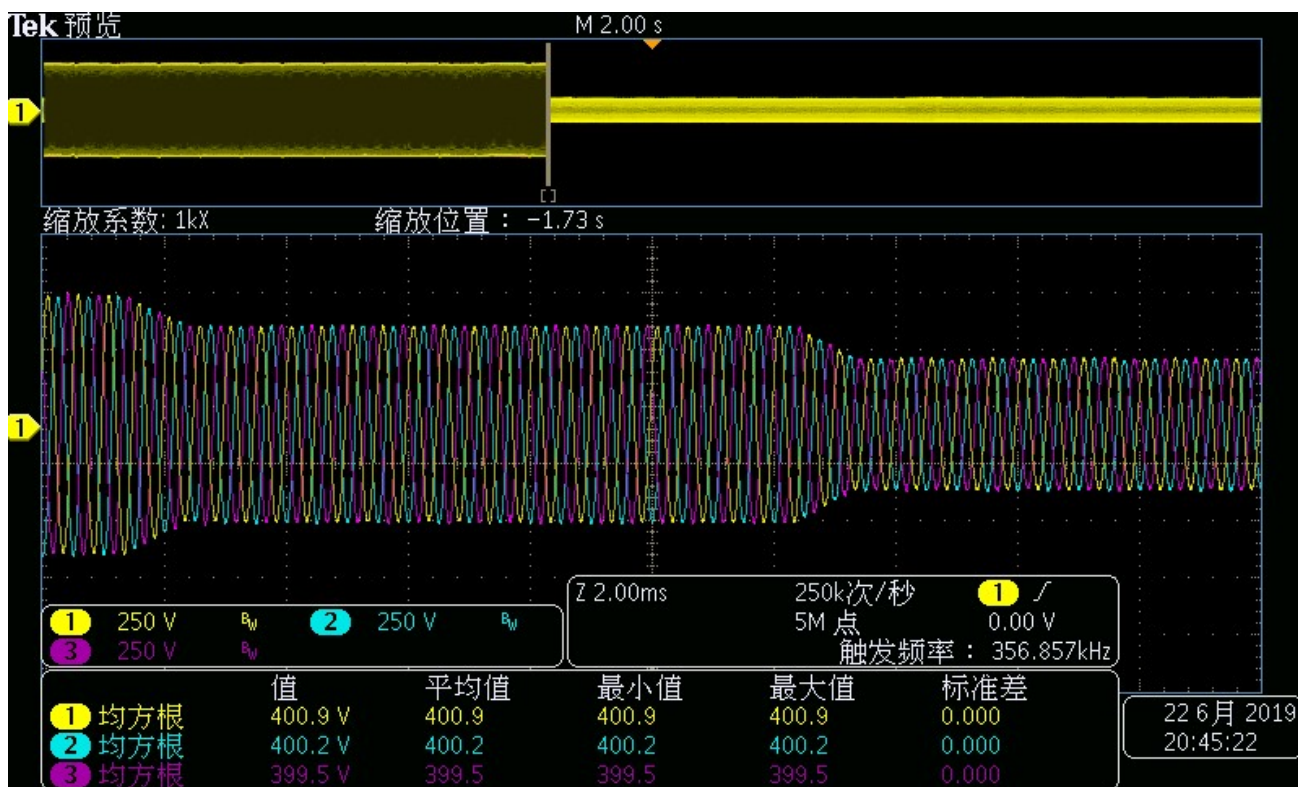 Tek 预览 M 2.00 s
1
缩放系数: 1kX 缩放位置： -1.73 s
1
Z 2.00ms 250k次/秒 1
5M 点 0.00 V
触发频率： 356.857kHz
1 250 V BW 2 250 V BW
3 250 V BW
值 平均值 最小值 最大值 标准差
1 均方根 400.9 V 400.9 400.9 400.9 0.000
2 均方根 400.2 V 400.2 400.2 400.2 0.000
3 均方根 399.5 V 399.5 399.5 399.5 0.000
22 6月 2019
20:45:22